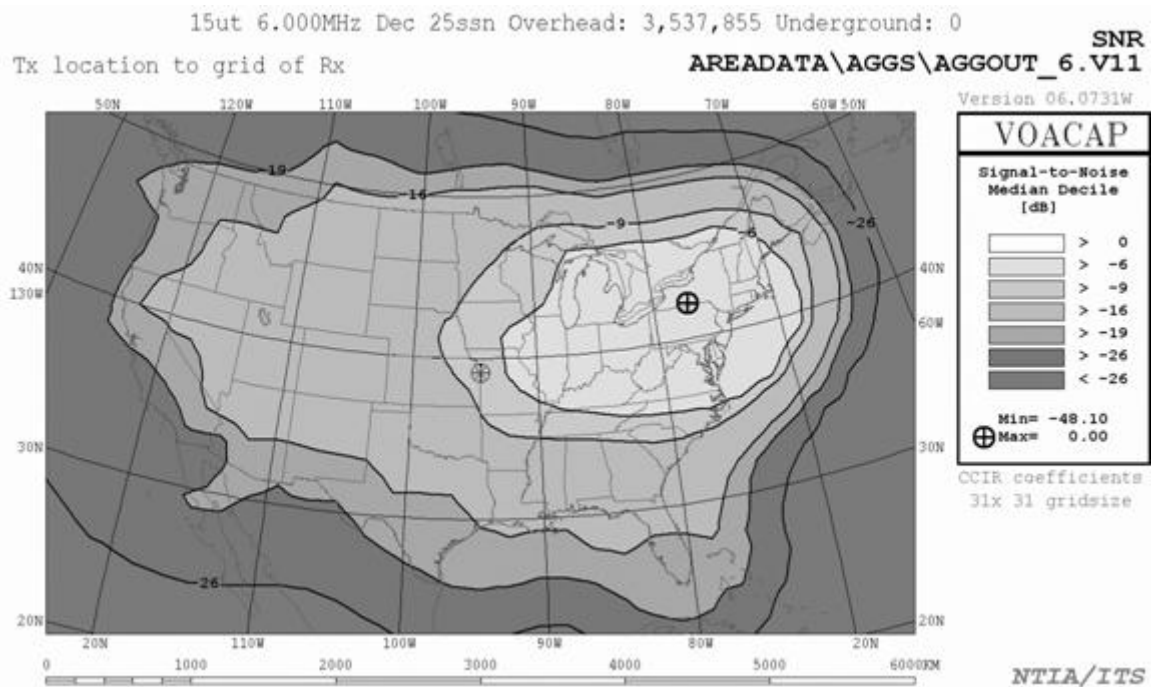 15ut 6.000MHz Dec 25ssn Overhead: 3,537,855 Underground: 0
SNR
Tx location to grid of Rx
AREADATA\AGGS\AGGOUT_6.V11
Version 06.0731W
50N 120W 110W 100W 90W 80W 70W 60W 50N
VOACAP
Signal-to-Noise
Median Decile
[dB]
> 0
> -6
> -9
> -16
> -19
> -26
< -26
Min= -48.10
Max= 0.00
CCIR coefficients
31x 31 gridsize
-19
-16
-9
-6
-26
40N
130W
30N
20N
40N
60W
30N
20N
-26
20N 110W 100W 90W 80W 20N
0 1000 2000 3000 4000 5000 6000KM
NTIA/ITS